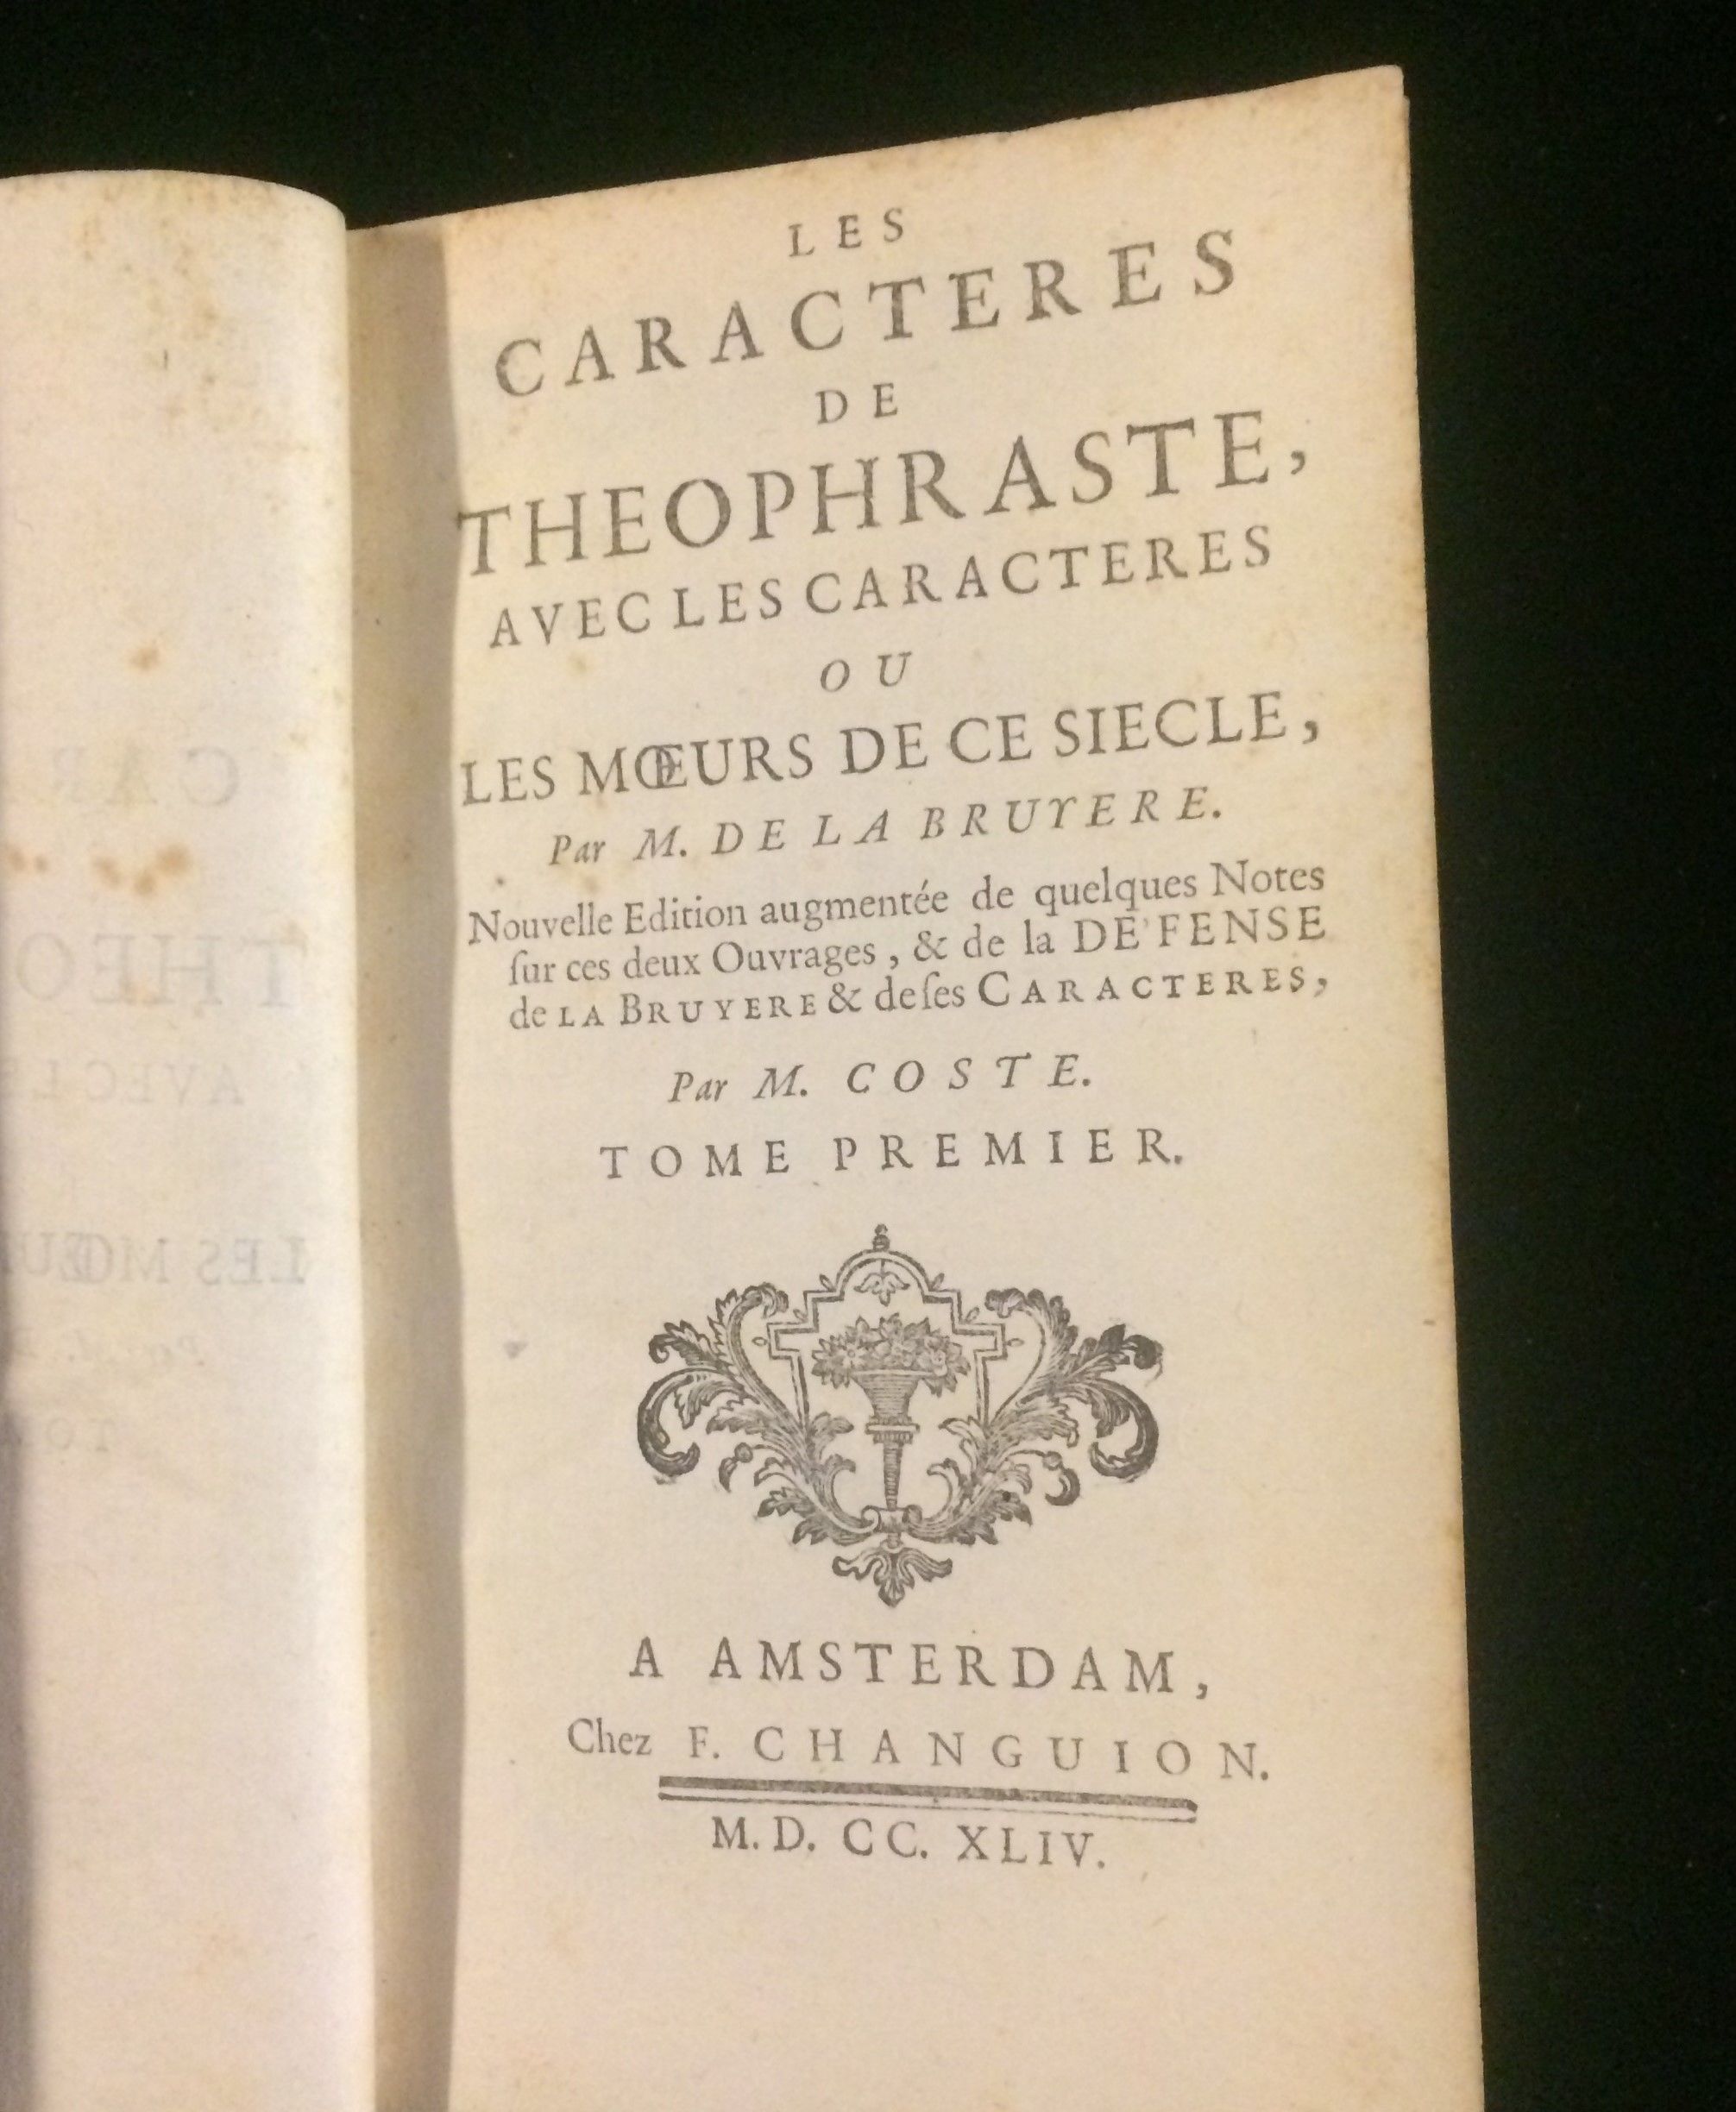 LES
CARACTERES
DE
THEOPHRASTE,
AVEC LES CARACTERES
OU
LES MŒURS DE CE SIECLE,
Par M. DE LA BRUYERE.
Nouvelle Edition augmentée de quelques Notes
ſur ces deux Ouvrages, & de la DE'FENSE
de LA BRUYERE & de ſes CARACTERES,
Par M. COSTE.
TOME PREMIER.
A AMSTERDAM,
Chez F. CHANGUION.
M. D. CC. XLIV.